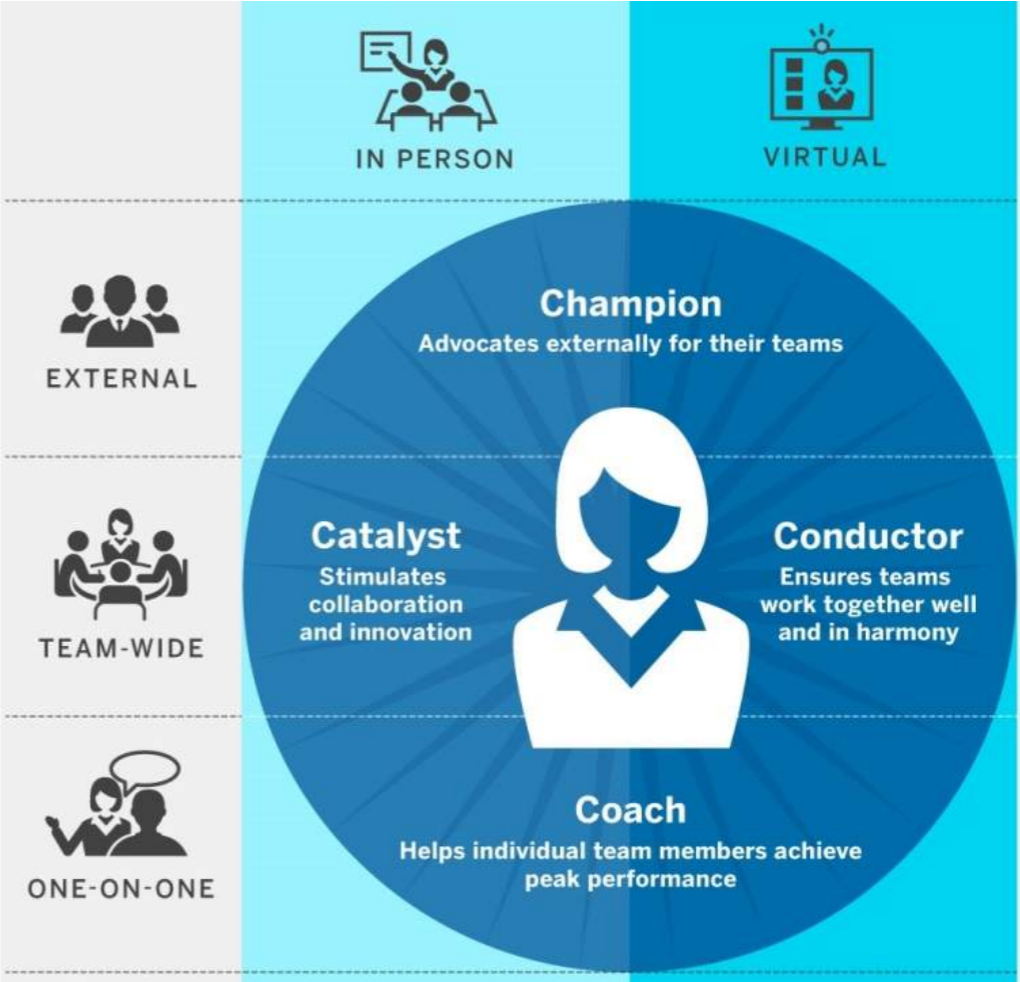 IN PERSON
VIRTUAL
EXTERNAL
Champion
Advocates externally for their teams
TEAM-WIDE
Catalyst
Stimulates
collaboration
and innovation
Conductor
Ensures teams
work together well
and in harmony
ONE-ON-ONE
Coach
Helps individual team members achieve
peak performance